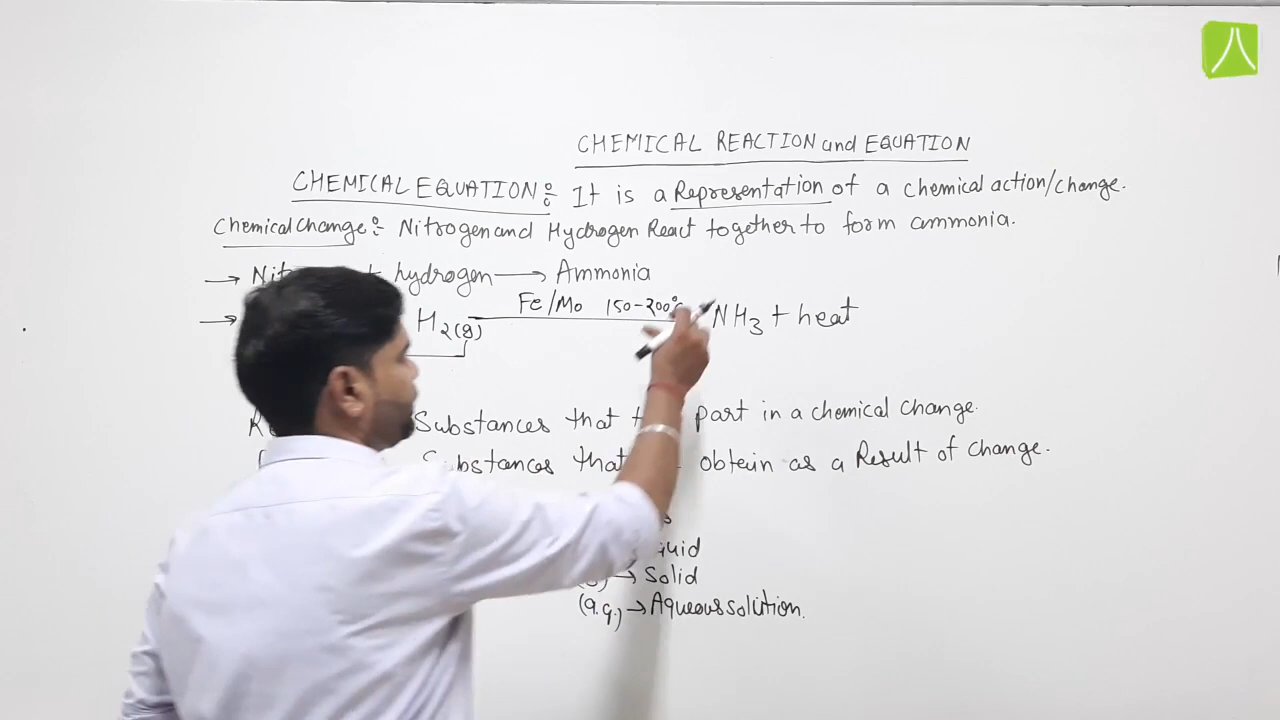 CHEMICAL REACTION and EQUATION
CHEMICAL EQUATION:- It is a Representation of a chemical action/change.
Chemical Change:- Nitrogen and Hydrogen React together to form ammonia.
→ hydrogen → Ammonia
→ H2(g) Fe/Mo 150-200°C NH3 + heat
Substances that part in a chemical change.
Substances that obtein as a Result of change.
→ Solid
(a.q.) → Aqueous solution.